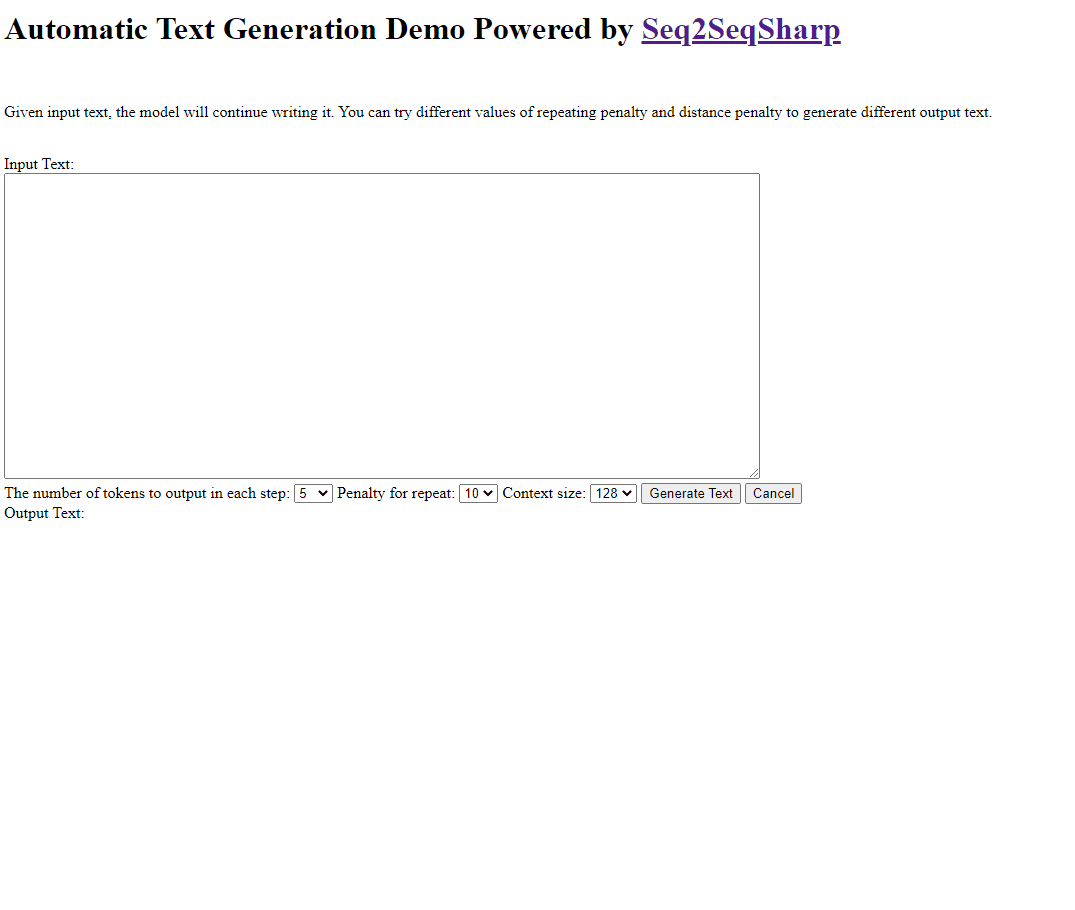 Automatic Text Generation Demo Powered by Seq2SeqSharp
Given input text, the model will continue writing it. You can try different values of repeating penalty and distance penalty to generate different output text.
Input Text:
The number of tokens to output in each step: 5 Penalty for repeat: 10 Context size: 128 Generate Text Cancel
Output Text: